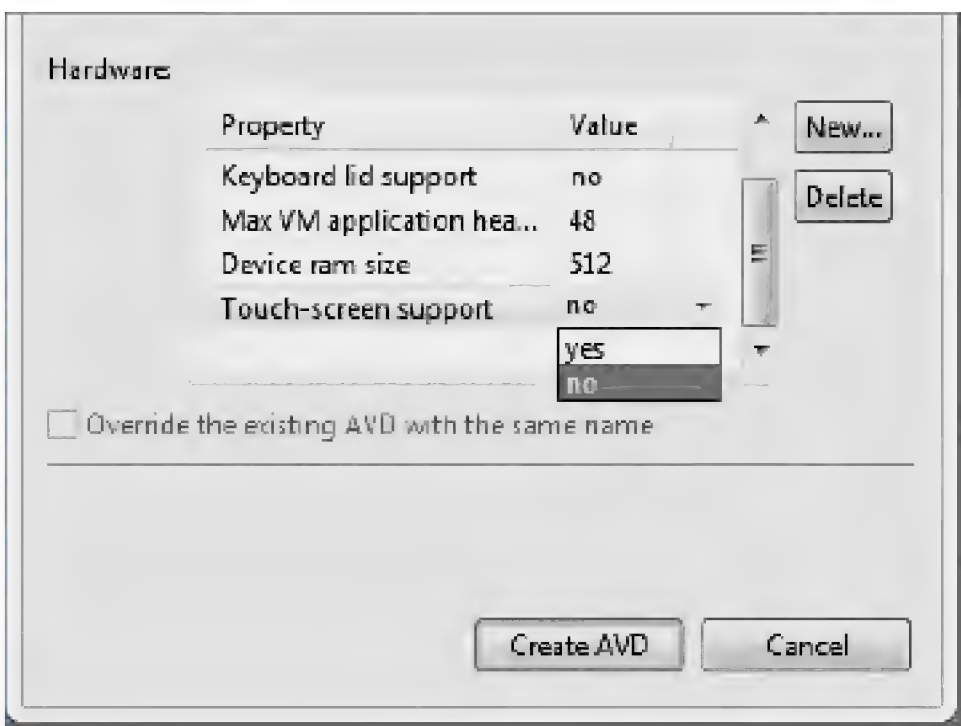 Hardware:
Property Value
New...
Keyboard lid support no
Delete
Max VM application hea... 48
Device ram size 512
Touch-screen support no
yes
no
Override the existing AVD with the same name
Create AVD Cancel